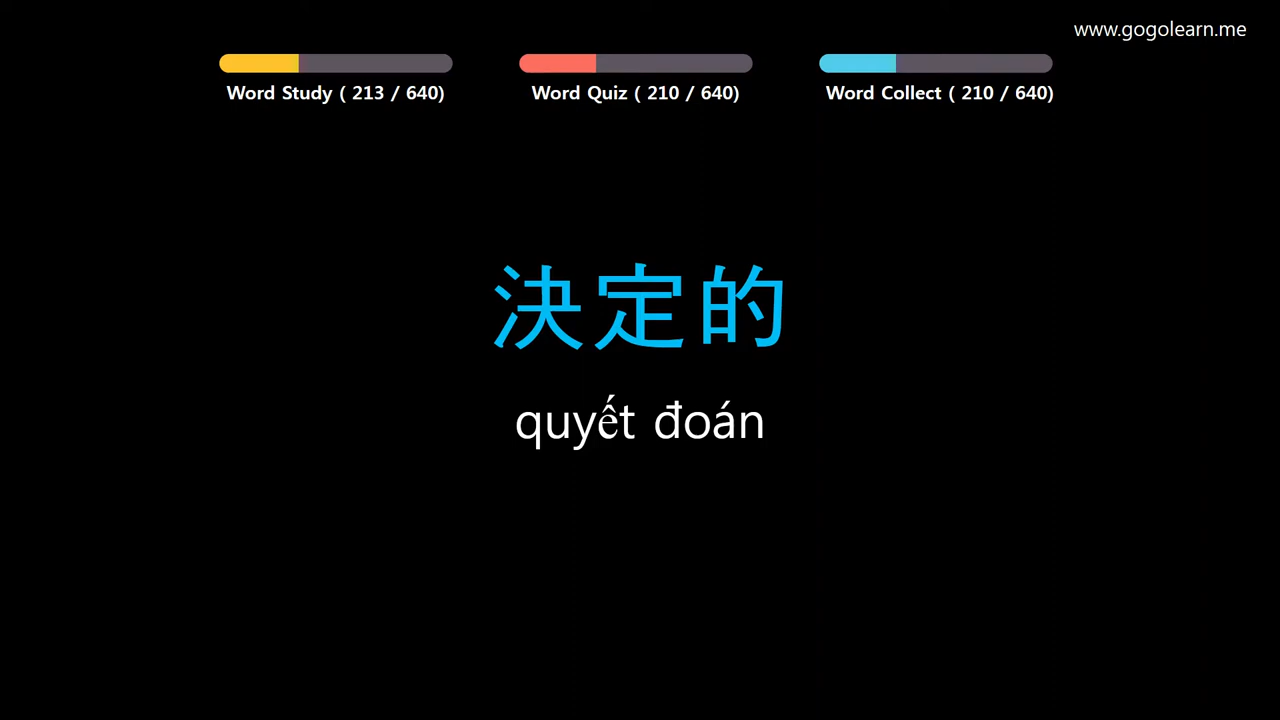 www.gogolearn.me
Word Study ( 213 / 640)
Word Quiz ( 210 / 640)
Word Collect ( 210 / 640)
決定的
quyết đoán